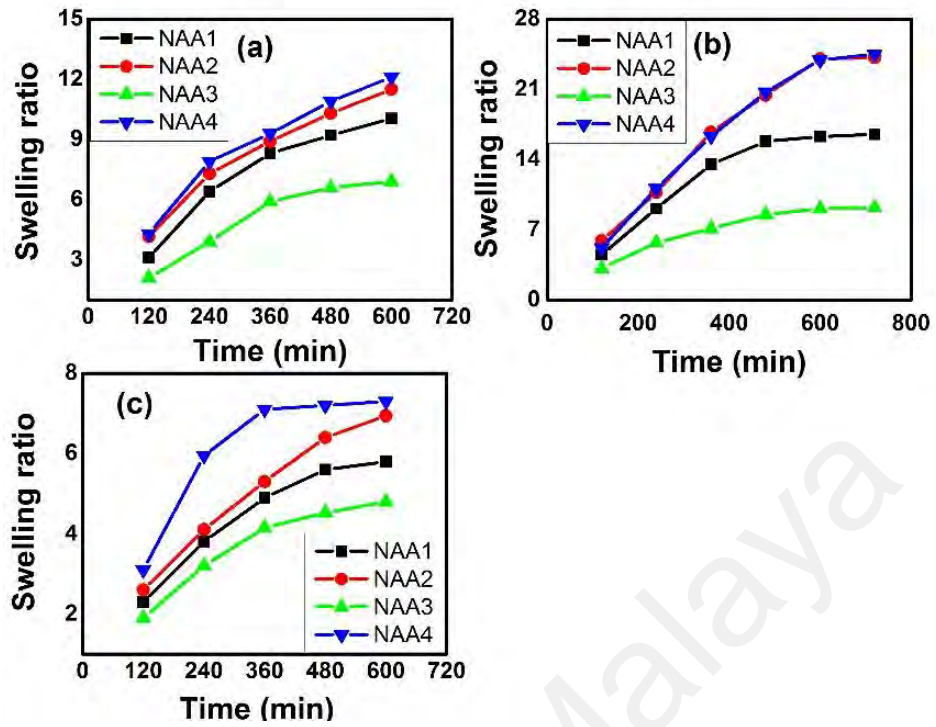 (a)
NAA1
NAA2
NAA3
NAA4
Swelling ratio
15
12
9
6
3
0 120 240 360 480 600 720
Time (min)
(b)
NAA1
NAA2
NAA3
NAA4
Swelling ratio
28
21
14
7
0
0 200 400 600 800
Time (min)
(c)
Swelling ratio
8
6
4
2
NAA1
NAA2
NAA3
NAA4
0 120 240 360 480 600 720
Time (min)
Malaya